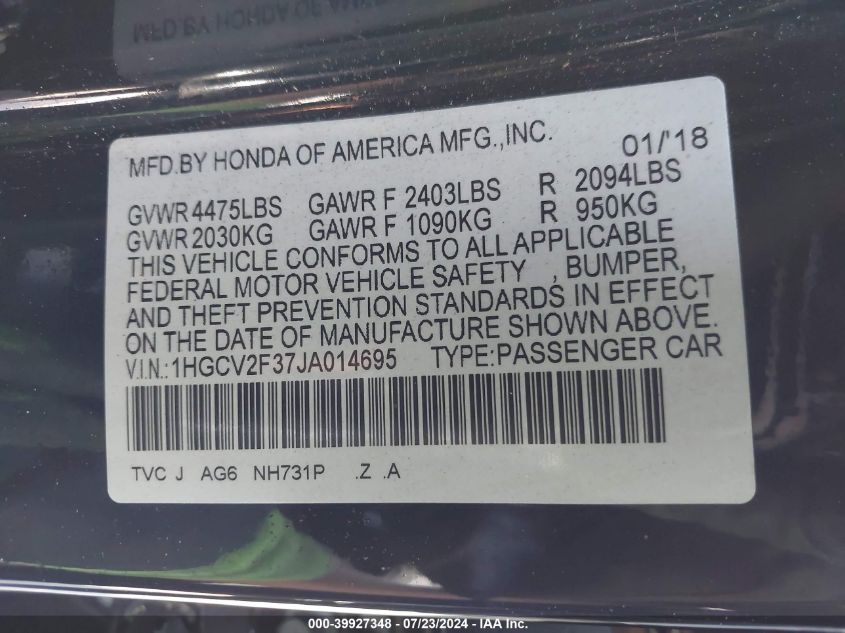 MFD.BY HONDA OF AMERICA MFG.,INC. 01/'18
GVWR 4475LBS GAWR F 2403LBS R 2094LBS
GVWR 2030KG GAWR F 1090KG R 950KG
THIS VEHICLE CONFORMS TO ALL APPLICABLE
FEDERAL MOTOR VEHICLE SAFETY , BUMPER,
AND THEFT PREVENTION STANDARDS IN EFFECT
ON THE DATE OF MANUFACTURE SHOWN ABOVE.
V.I.N.:1HGCV2F37JA014695 TYPE:PASSENGER CAR
TVC J AG6 NH731P .Z .A
000-39927348 - 07/23/2024 - IAA Inc.